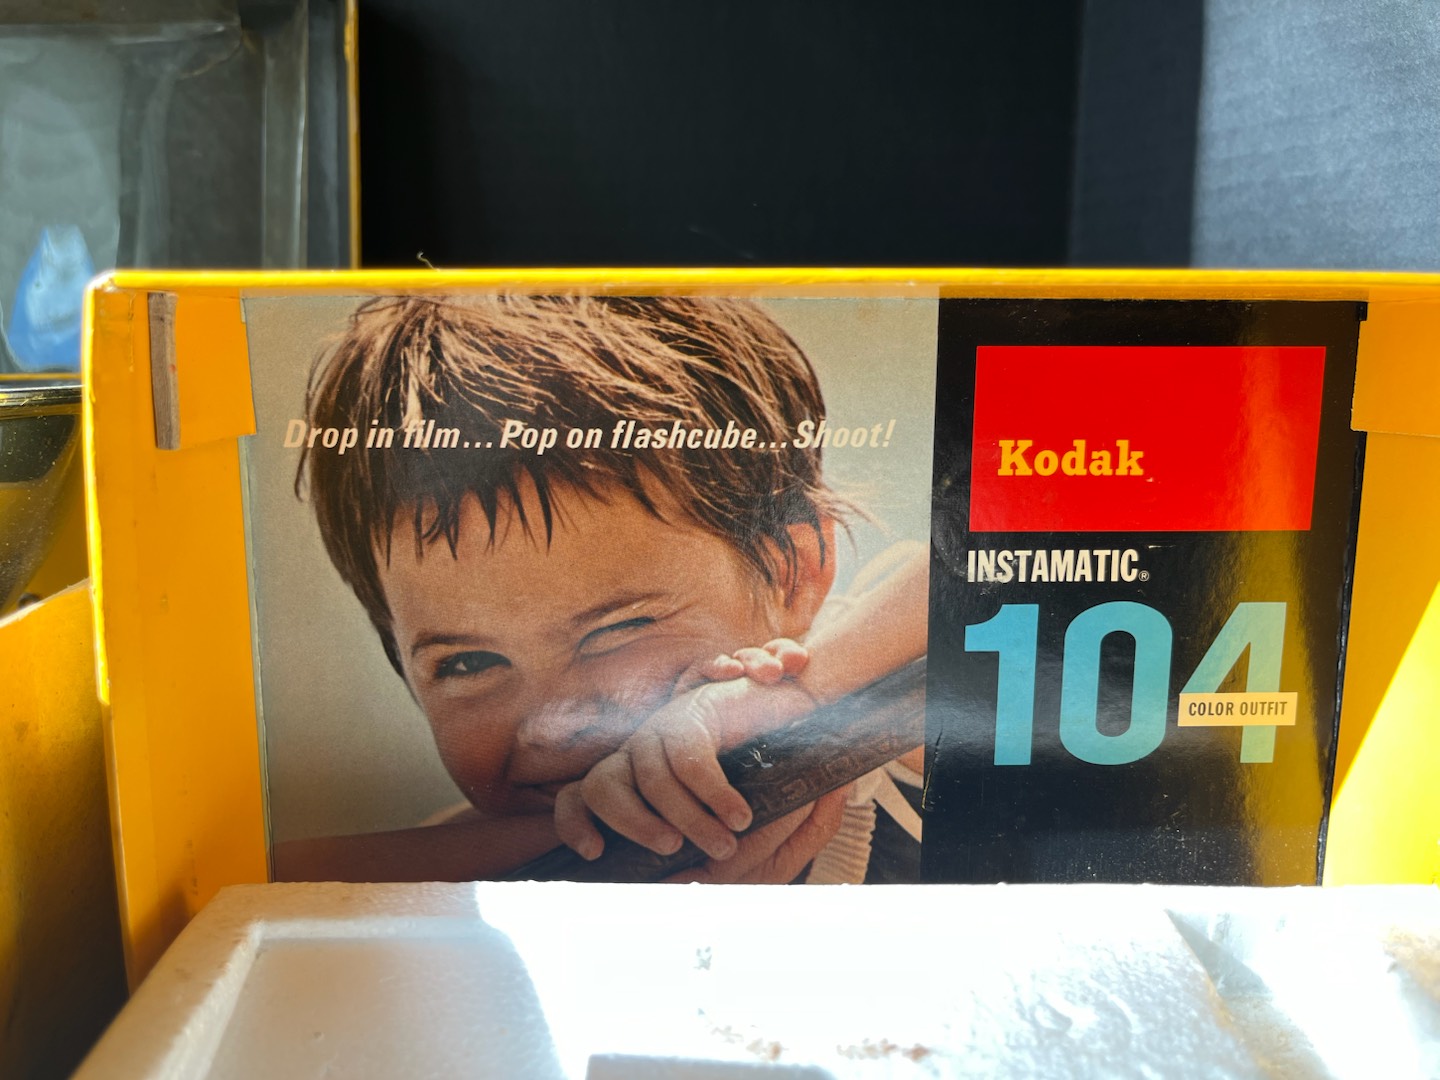 Drop in film... Pop on flashcube... Shoot!
Kodak
INSTAMATIC®
104
COLOR OUTFIT